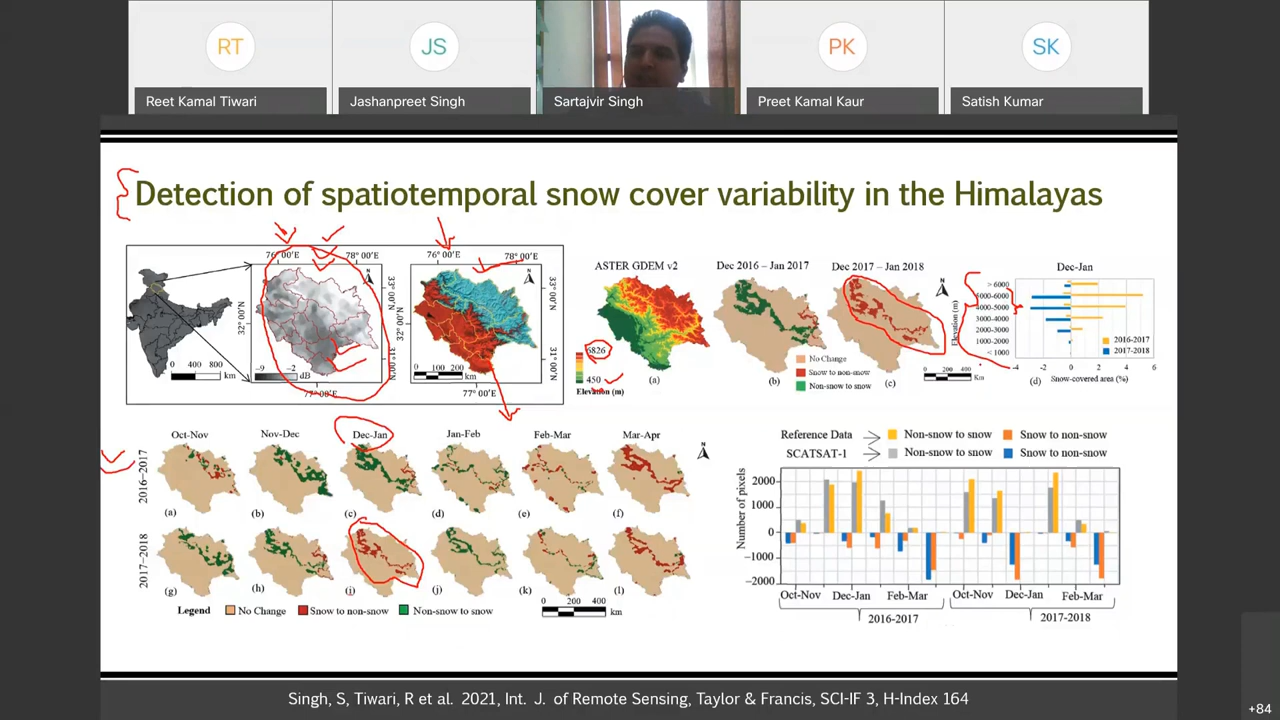 RT
JS
PK
SK
Reet Kamal Tiwari
Jashanpreet Singh
Sartajvir Singh
Preet Kamal Kaur
Satish Kumar
Detection of spatiotemporal snow cover variability in the Himalayas
76° 00'E 78° 00'E
N
33° 00'N
32° 00'N
31° 00'N
0 400 800
km
-9 -2 dB
77° 00'E
76° 00'E 78° 00'E
N
33° 00'N
32° 00'N
31° 00'N
0 100 200
km
77° 00'E
ASTER GDEM v2
6826
450
Elevation (m)
(a)
Dec 2016 – Jan 2017
(b)
Dec 2017 – Jan 2018
N
(c)
No Change
Snow to non-snow
Non-snow to snow
0 200 400
Km
Dec-Jan
Elevation (m)
> 6000
5000-6000
4000-5000
3000-4000
2000-3000
1000-2000
< 1000
2016-2017
2017-2018
-4 -2 0 2 4 6
(d) Snow-covered area (%)
Oct-Nov Nov-Dec Dec-Jan Jan-Feb Feb-Mar Mar-Apr
N
2016–2017
(a) (b) (c) (d) (e) (f)
2017–2018
(g) (h) (i) (j) (k) (l)
Legend No Change Snow to non-snow Non-snow to snow
0 200 400
km
Reference Data Non-snow to snow Snow to non-snow
SCATSAT-1 Non-snow to snow Snow to non-snow
Number of pixels
2000
1000
0
-1000
-2000
Oct-Nov Dec-Jan Feb-Mar Oct-Nov Dec-Jan Feb-Mar
2016-2017 2017-2018
Singh, S, Tiwari, R et al. 2021, Int. J. of Remote Sensing, Taylor & Francis, SCI-IF 3, H-Index 164
+84